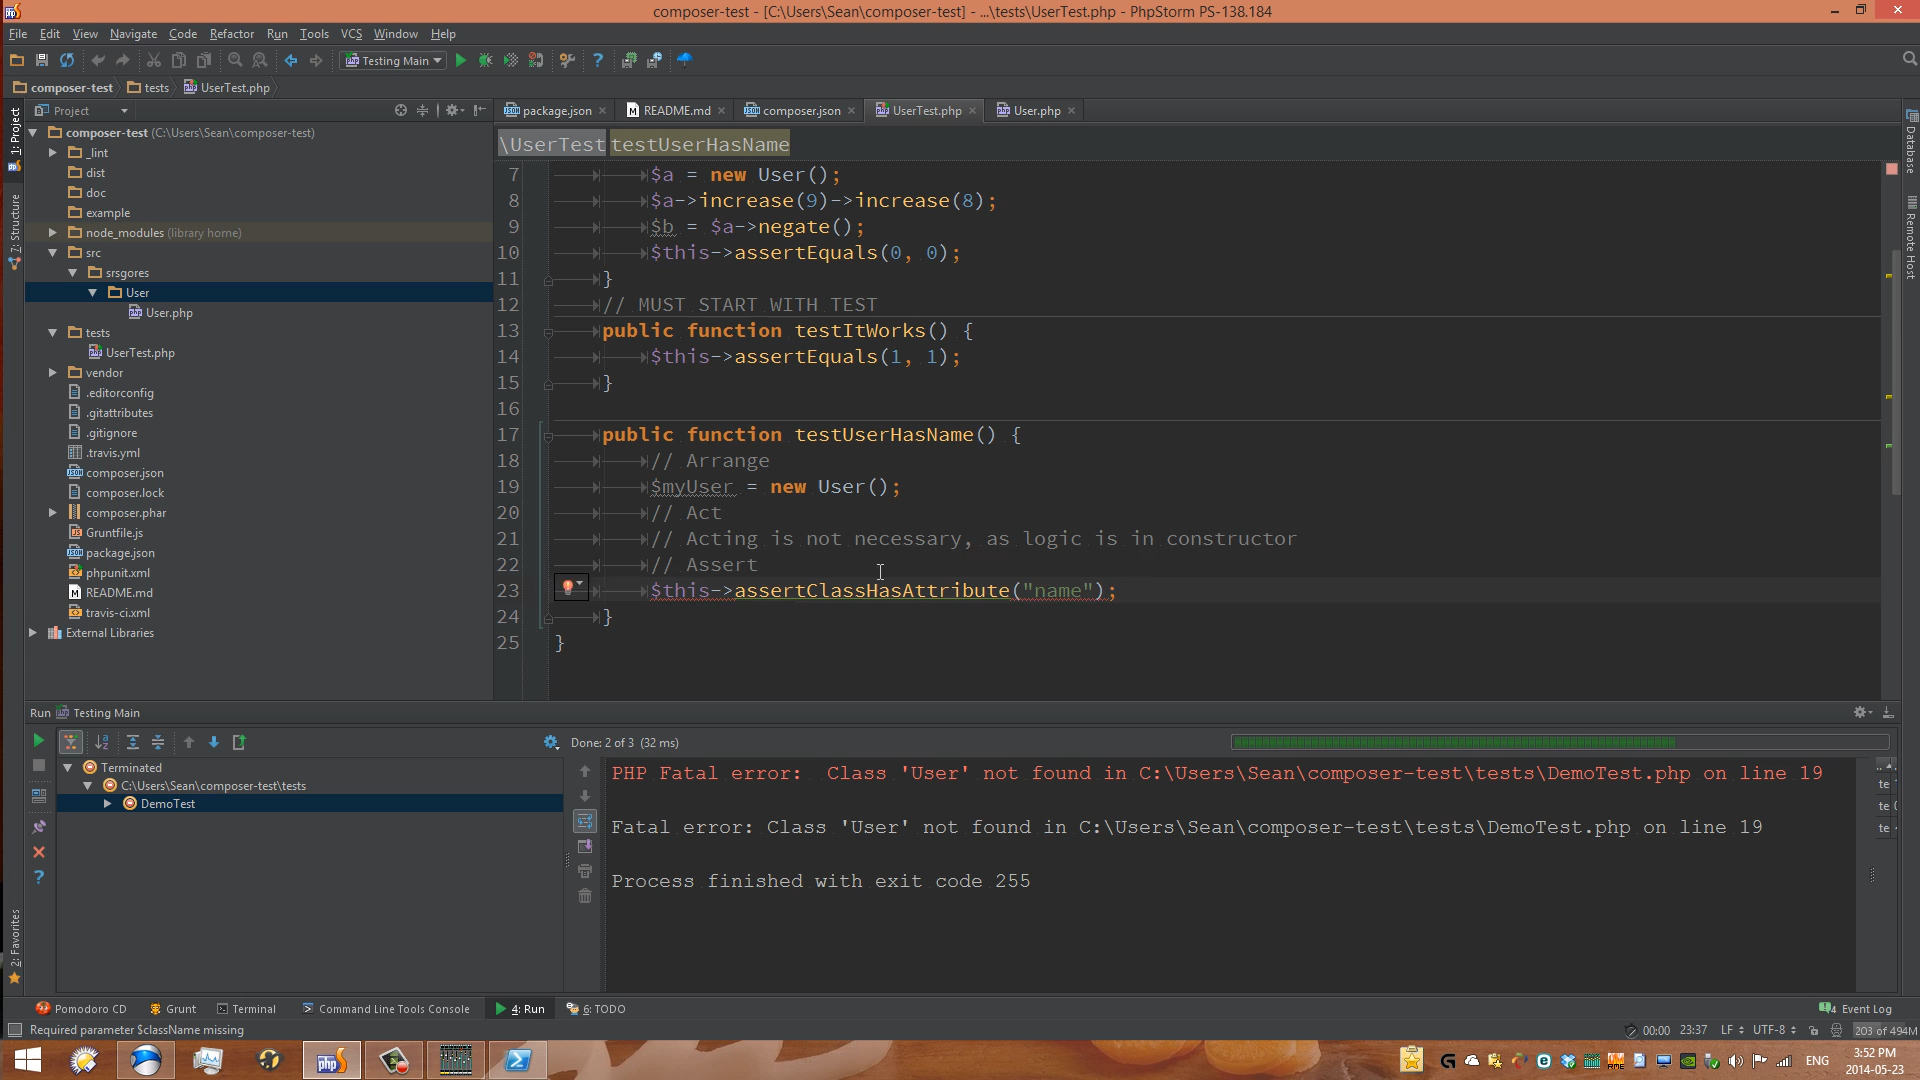 composer-test - [C:\Users\Sean\composer-test] - ...\tests\UserTest.php - PhpStorm PS-138.184
File Edit View Navigate Code Refactor Run Tools VCS Window Help
Testing Main
composer-test tests UserTest.php
Project
package.json README.md composer.json UserTest.php User.php
1: Project
7: Structure
2: Favorites
Database
Remote Host
composer-test (C:\Users\Sean\composer-test)
_lint
dist
doc
example
node_modules (library home)
src
srsgores
User
User.php
tests
UserTest.php
vendor
.editorconfig
.gitattributes
.gitignore
.travis.yml
composer.json
composer.lock
composer.phar
Gruntfile.js
package.json
phpunit.xml
README.md
travis-ci.xml
External Libraries
\UserTest testUserHasName
7 $a = new User();
8 $a->increase(9)->increase(8);
9 $b = $a->negate();
10 $this->assertEquals(0, 0);
11 }
12 // MUST START WITH TEST
13 public function testItWorks() {
14 $this->assertEquals(1, 1);
15 }
16
17 public function testUserHasName() {
18 // Arrange
19 $myUser = new User();
20 // Act
21 // Acting is not necessary, as logic is in constructor
22 // Assert
23 $this->assertClassHasAttribute("name");
24 }
25 }
Run Testing Main
Done: 2 of 3 (32 ms)
Terminated
C:\Users\Sean\composer-test\tests
DemoTest
PHP Fatal error:  Class 'User' not found in C:\Users\Sean\composer-test\tests\DemoTest.php on line 19
Fatal error: Class 'User' not found in C:\Users\Sean\composer-test\tests\DemoTest.php on line 19
Process finished with exit code 255
te
te
te
Pomodoro CD Grunt Terminal Command Line Tools Console 4: Run 6: TODO Event Log
Required parameter $className missing 00:00 23:37 LF UTF-8 203 of 494M
ENG 3:52 PM
2014-05-23